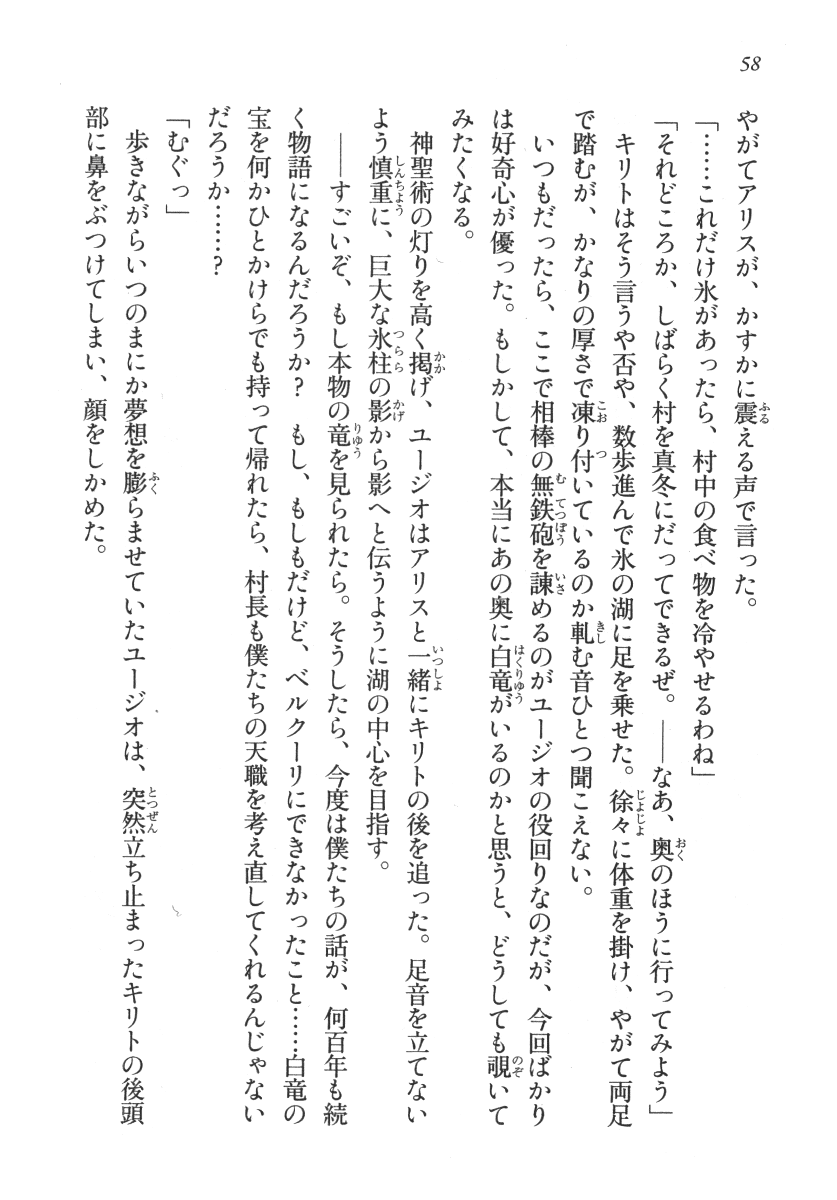 58
やがてアリスが、かすかに震える声で言った。
「……これだけ氷があったら、村中の食べ物を冷やせるわね」
「それどころか、しばらく村を真冬にだってできるぜ。――なあ、奥のほうに行ってみよう」
キリトはそう言うや否や、数歩進んで氷の湖に足を乗せた。徐々に体重を掛け、やがて両足
で踏むが、かなりの厚さで凍り付いているのか軋む音ひとつ聞こえない。
いつもだったら、ここで相棒の無鉄砲を諫めるのがユージオの役回りなのだが、今回ばかり
は好奇心が優った。もしかして、本当にあの奥に白竜がいるのかと思うと、どうしても覗いて
みたくなる。
神聖術の灯りを高く掲げ、ユージオはアリスと一緒にキリトの後を追った。足音を立てない
よう慎重に、巨大な氷柱の影から影へと伝うように湖の中心を目指す。
――すごいぞ、もし本物の竜を見られたら。そうしたら、今度は僕たちの話が、何百年も続
く物語になるんだろうか？　もし、もしもだけど、ベルクーリにできなかったこと……白竜の
宝を何かひとかけらでも持って帰れたら、村長も僕たちの天職を考え直してくれるんじゃない
だろうか……？
「むぐっ」
歩きながらいつのまにか夢想を膨らませていたユージオは、突然立ち止まったキリトの後頭
部に鼻をぶつけてしまい、顔をしかめた。